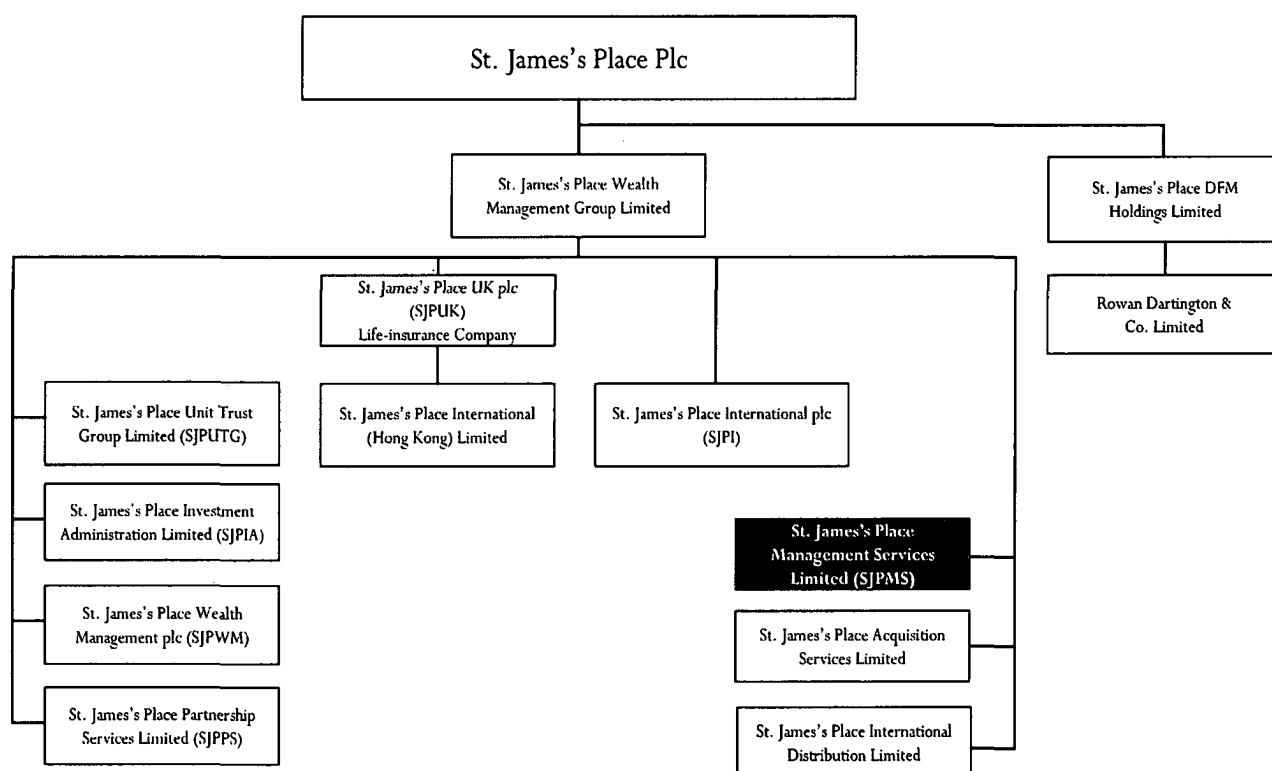 St. James's Place Plc
St. James's Place Wealth
Management Group Limited
St. James's Place DFM
Holdings Limited
St. James's Place UK plc
(SJPUK)
Life-insurance Company
Rowan Dartington &
Co. Limited
St. James's Place Unit Trust
Group Limited (SJPUTG)
St. James's Place International
(Hong Kong) Limited
St. James's Place International plc
(SJPI)
St. James's Place Investment
Administration Limited (SJPIA)
St. James's Place
Management Services
Limited (SJPMS)
St. James's Place Wealth
Management plc (SJPWM)
St. James's Place Acquisition
Services Limited
St. James's Place Partnership
Services Limited (SJPPS)
St. James's Place International
Distribution Limited